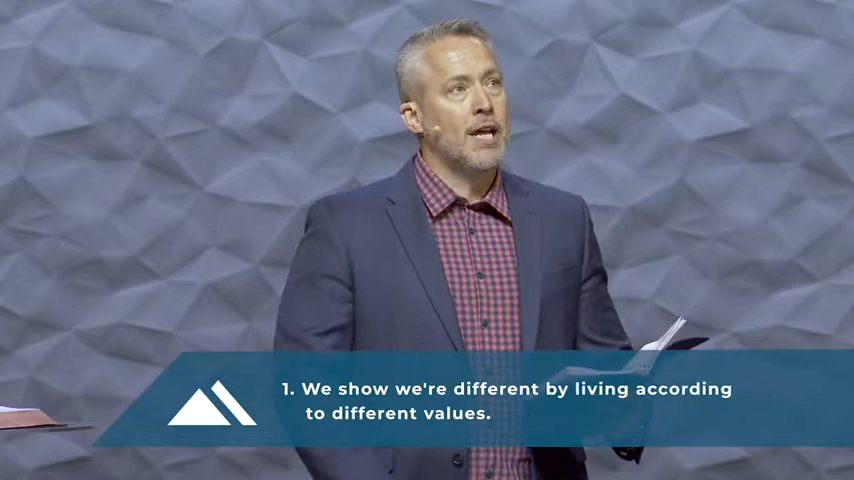 1. We show we're different by living according
to different values.